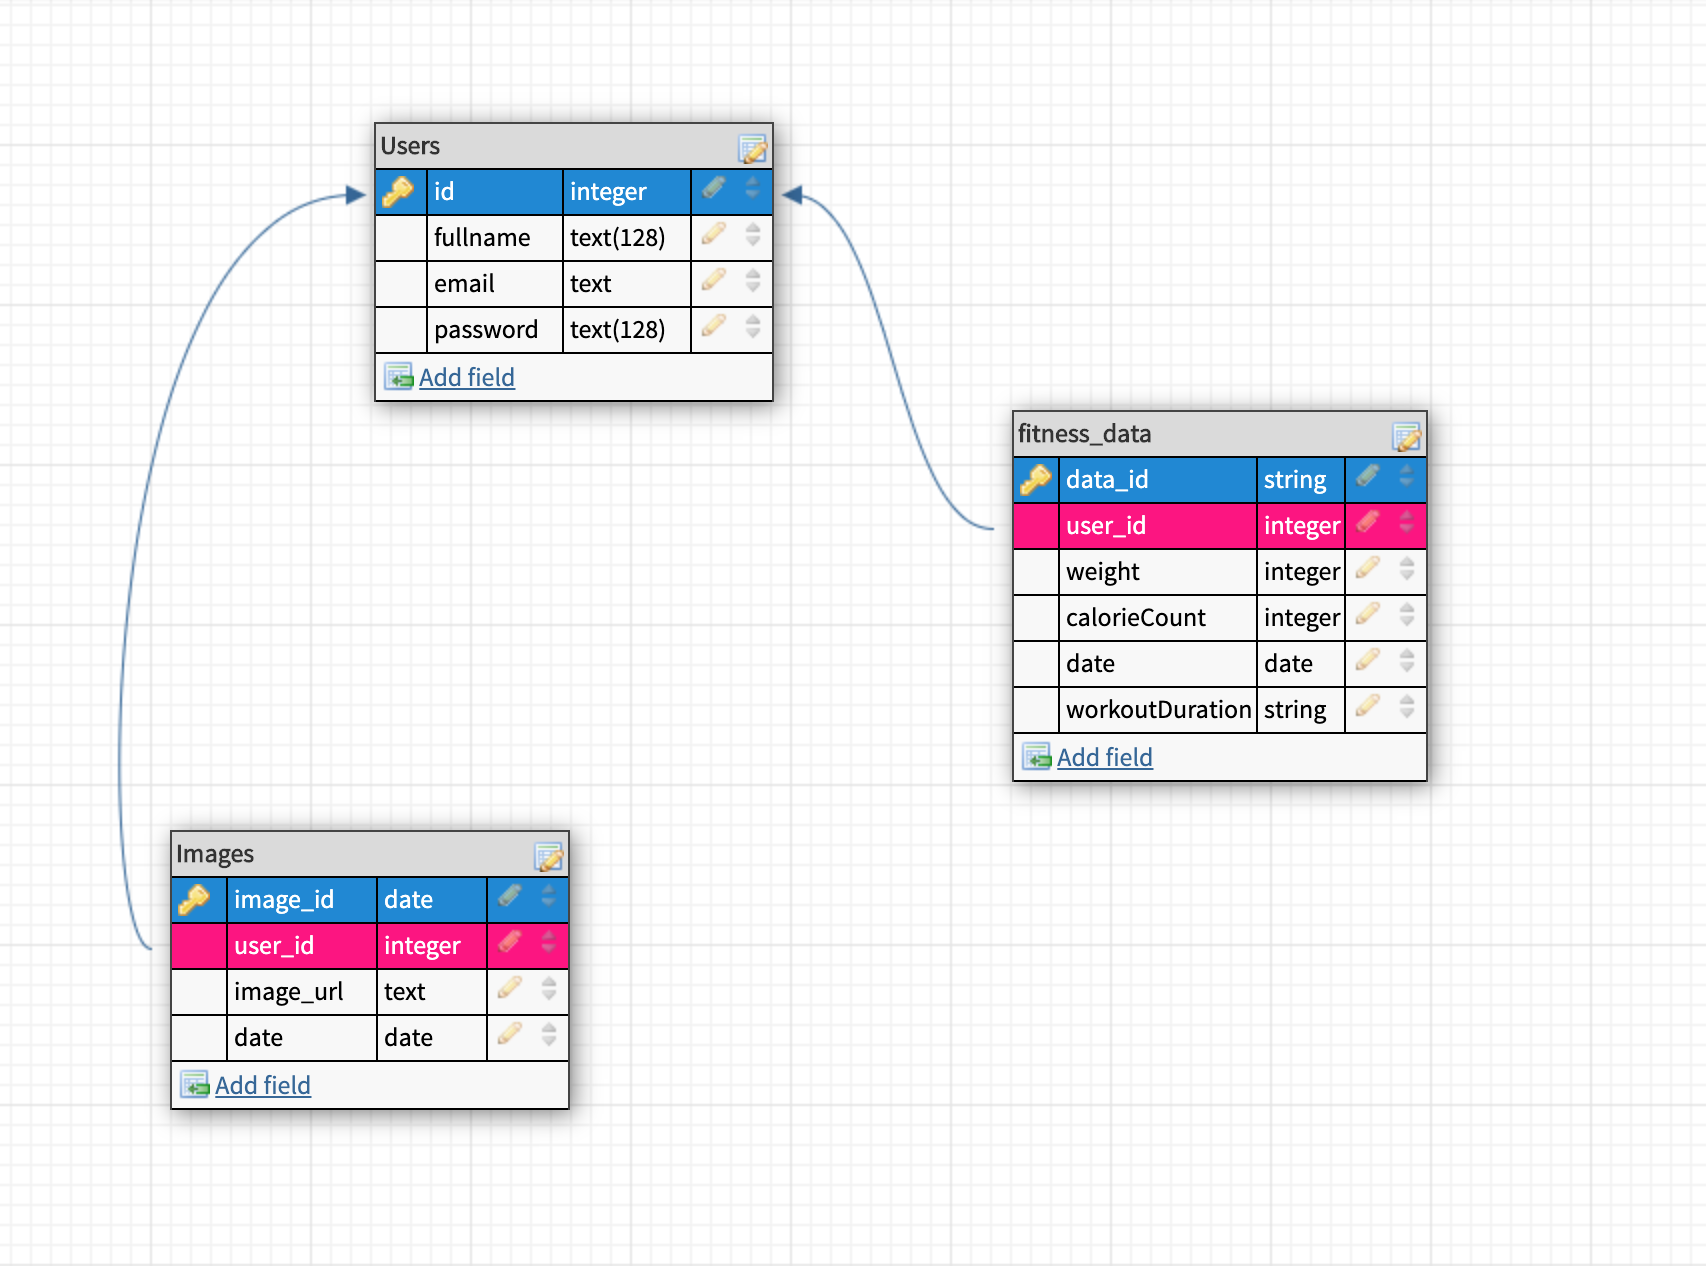 Users
id integer
fullname text(128)
email text
password text(128)
Add field
fitness_data
data_id string
user_id integer
weight integer
calorieCount integer
date date
workoutDuration string
Add field
Images
image_id date
user_id integer
image_url text
date date
Add field